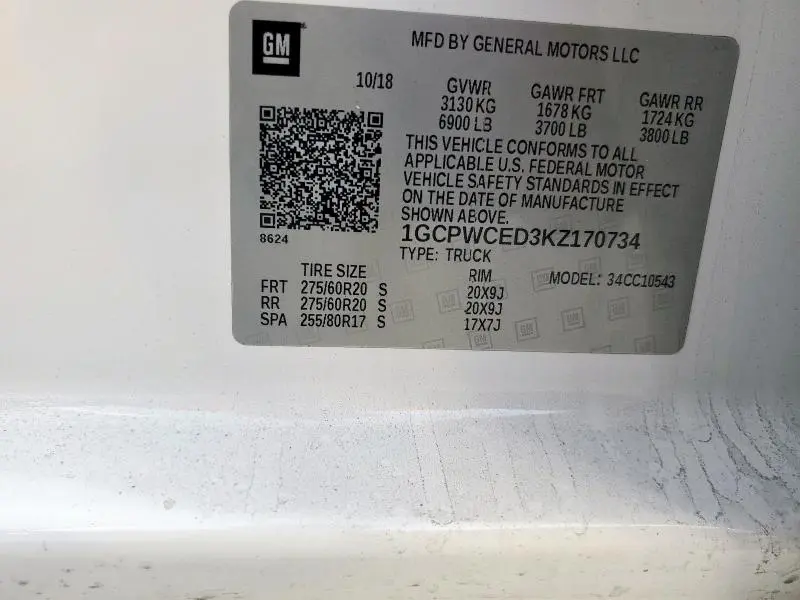 GM
MFD BY GENERAL MOTORS LLC
10/18
GVWR GAWR FRT GAWR RR
3130 KG 1678 KG 1724 KG
6900 LB 3700 LB 3800 LB
THIS VEHICLE CONFORMS TO ALL
APPLICABLE U.S. FEDERAL MOTOR
VEHICLE SAFETY STANDARDS IN EFFECT
ON THE DATE OF MANUFACTURE
SHOWN ABOVE.
8624
1GCPWCED3KZ170734
TYPE: TRUCK
TIRE SIZE RIM MODEL: 34CC10543
FRT 275/60R20 S 20X9J
RR 275/60R20 S 20X9J
SPA 255/80R17 S 17X7J